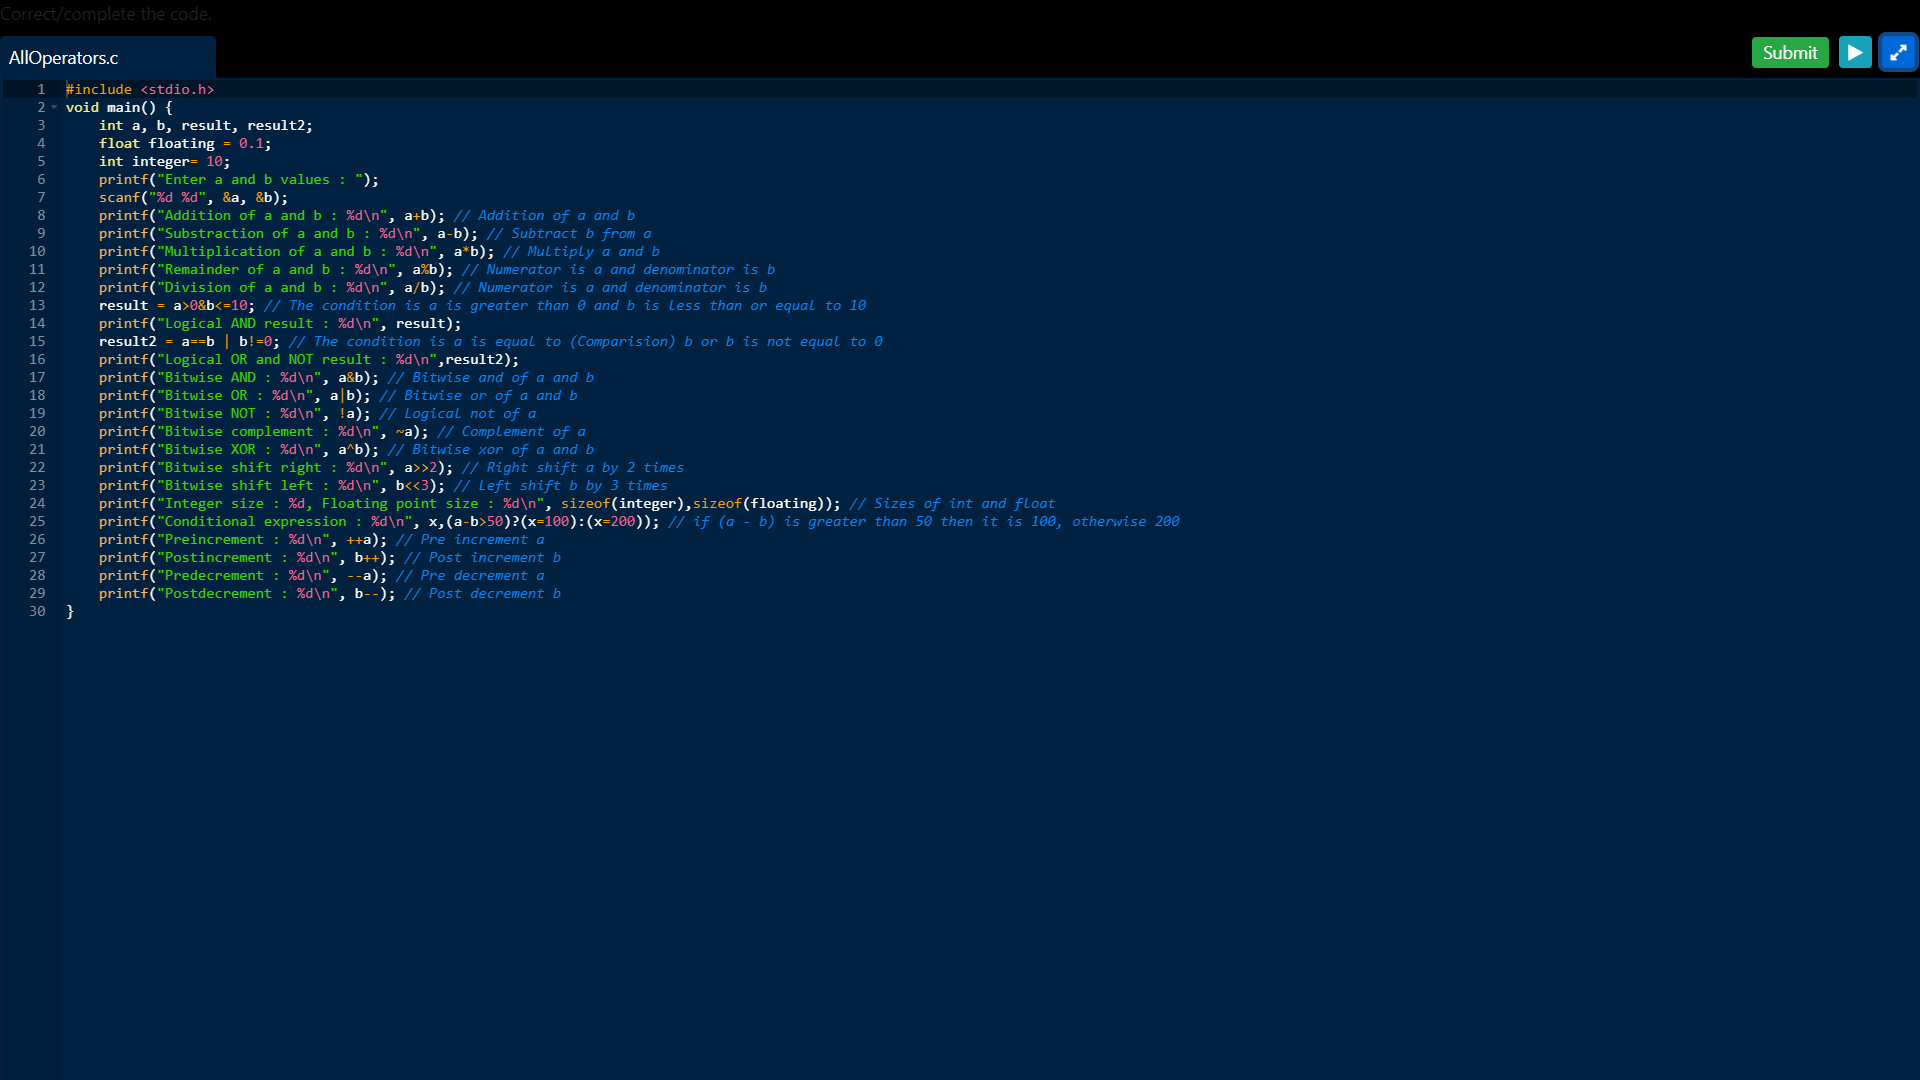 Correct/complete the code.
AllOperators.c
Submit
1 #include <stdio.h>
2 void main() {
3 int a, b, result, result2;
4 float floating = 0.1;
5 int integer= 10;
6 printf("Enter a and b values : ");
7 scanf("%d %d", &a, &b);
8 printf("Addition of a and b : %d\n", a+b); // Addition of a and b
9 printf("Substraction of a and b : %d\n", a-b); // Subtract b from a
10 printf("Multiplication of a and b : %d\n", a*b); // Multiply a and b
11 printf("Remainder of a and b : %d\n", a%b); // Numerator is a and denominator is b
12 printf("Division of a and b : %d\n", a/b); // Numerator is a and denominator is b
13 result = a>0&b<=10; // The condition is a is greater than 0 and b is less than or equal to 10
14 printf("Logical AND result : %d\n", result);
15 result2 = a==b | b!=0; // The condition is a is equal to (Comparision) b or b is not equal to 0
16 printf("Logical OR and NOT result : %d\n",result2);
17 printf("Bitwise AND : %d\n", a&b); // Bitwise and of a and b
18 printf("Bitwise OR : %d\n", a|b); // Bitwise or of a and b
19 printf("Bitwise NOT : %d\n", !a); // Logical not of a
20 printf("Bitwise complement : %d\n", ~a); // Complement of a
21 printf("Bitwise XOR : %d\n", a^b); // Bitwise xor of a and b
22 printf("Bitwise shift right : %d\n", a>>2); // Right shift a by 2 times
23 printf("Bitwise shift left : %d\n", b<<3); // Left shift b by 3 times
24 printf("Integer size : %d, Floating point size : %d\n", sizeof(integer),sizeof(floating)); // Sizes of int and float
25 printf("Conditional expression : %d\n", x,(a-b>50)?(x=100):(x=200)); // if (a - b) is greater than 50 then it is 100, otherwise 200
26 printf("Preincrement : %d\n", ++a); // Pre increment a
27 printf("Postincrement : %d\n", b++); // Post increment b
28 printf("Predecrement : %d\n", --a); // Pre decrement a
29 printf("Postdecrement : %d\n", b--); // Post decrement b
30 }